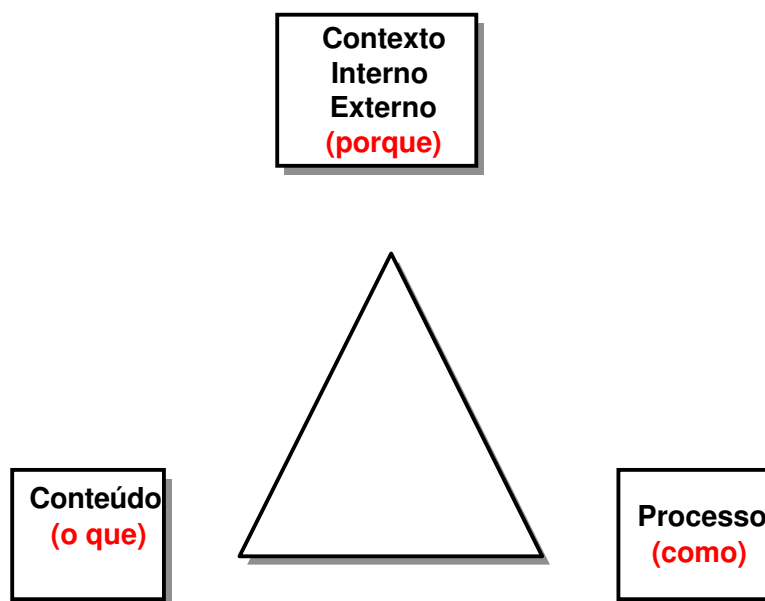 Contexto
Interno
Externo
(porque)
Conteúdo
(o que)
Processo
(como)